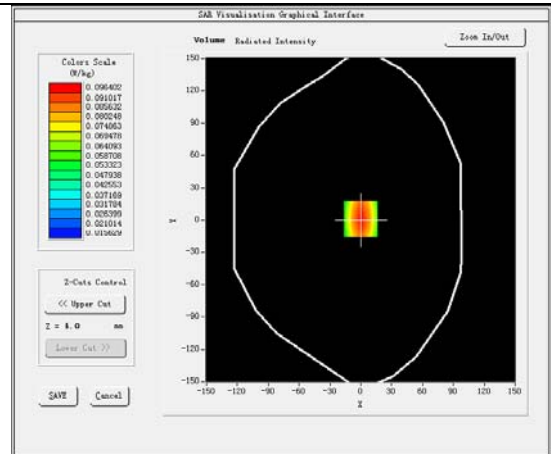 SAR Visualisation Graphical Interface
Volume Radiated Intensity
Zoom In/Out
Colors Scale
(W/kg)
0.096402
0.091017
0.085632
0.080248
0.074863
0.069478
0.064093
0.058708
0.053323
0.047938
0.042553
0.037169
0.031784
0.026399
0.021014
0.015629
Z-Cuts Control
<< Upper Cut
Z = 4.0 mm
Lower Cut >>
SAVE Cancel
150
120
90
60
30
0
-30
-60
-90
-120
-150
Y
-150 -120 -90 -60 -30 0 30 60 90 120 150
X